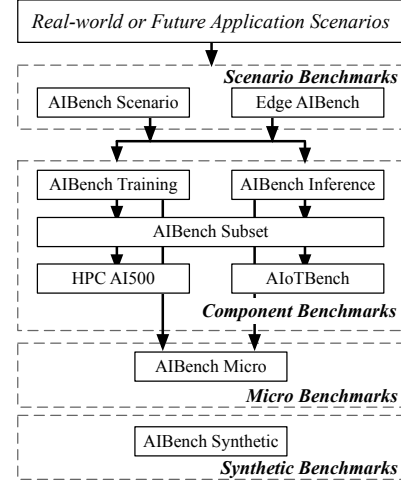 Real-world or Future Application Scenarios
Scenario Benchmarks
AIBench Scenario
Edge AIBench
AIBench Training
AIBench Inference
AIBench Subset
HPC AI500
AIoTBench
Component Benchmarks
AIBench Micro
Micro Benchmarks
AIBench Synthetic
Synthetic Benchmarks